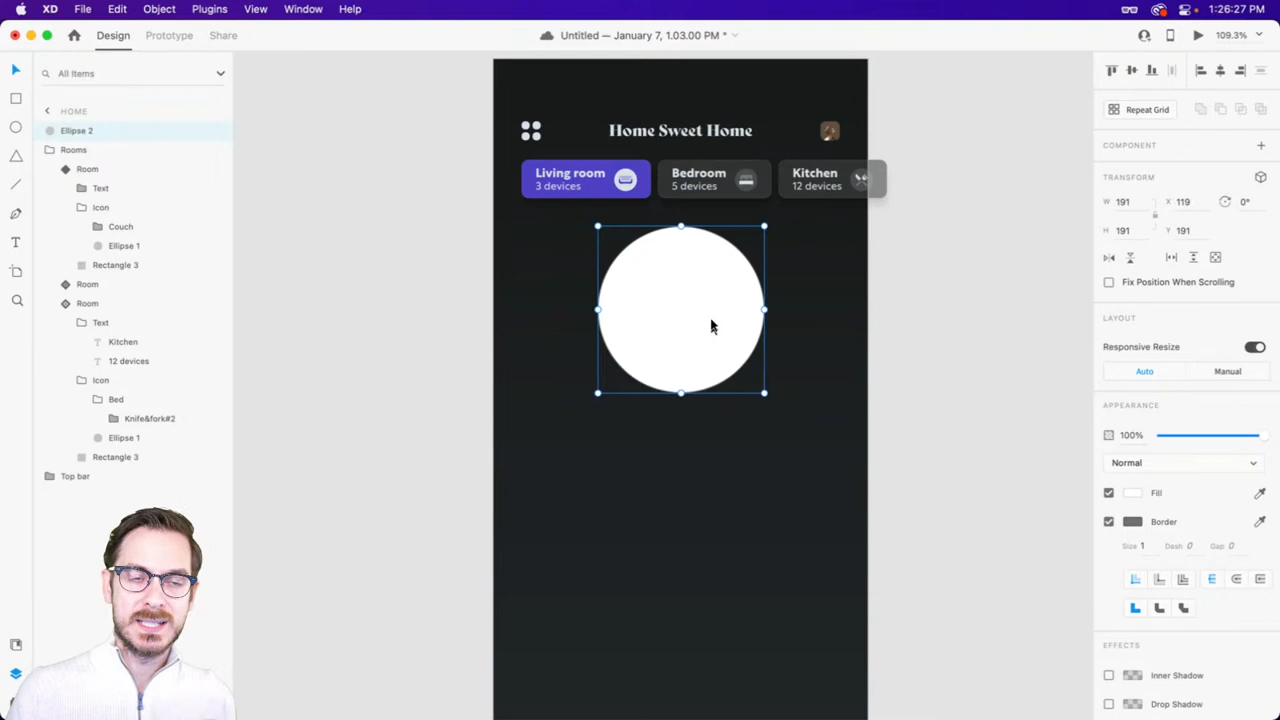 XD File Edit Object Plugins View Window Help 1:26:27 PM
Design Prototype Share Untitled — January 7, 1.03.00 PM * 109.3%
All Items
HOME
Ellipse 2
Rooms
Room
Text
Icon
Couch
Ellipse 1
Rectangle 3
Room
Room
Text
Kitchen
12 devices
Icon
Bed
Knife&fork#2
Ellipse 1
Rectangle 3
Top bar
Home Sweet Home
Living room
3 devices
Bedroom
5 devices
Kitchen
12 devices
Repeat Grid
COMPONENT
TRANSFORM
W 191 X 119 0°
H 191 Y 191
Fix Position When Scrolling
LAYOUT
Responsive Resize
Auto Manual
APPEARANCE
100%
Normal
Fill
Border
Size 1 Dash 0 Gap 0
EFFECTS
Inner Shadow
Drop Shadow